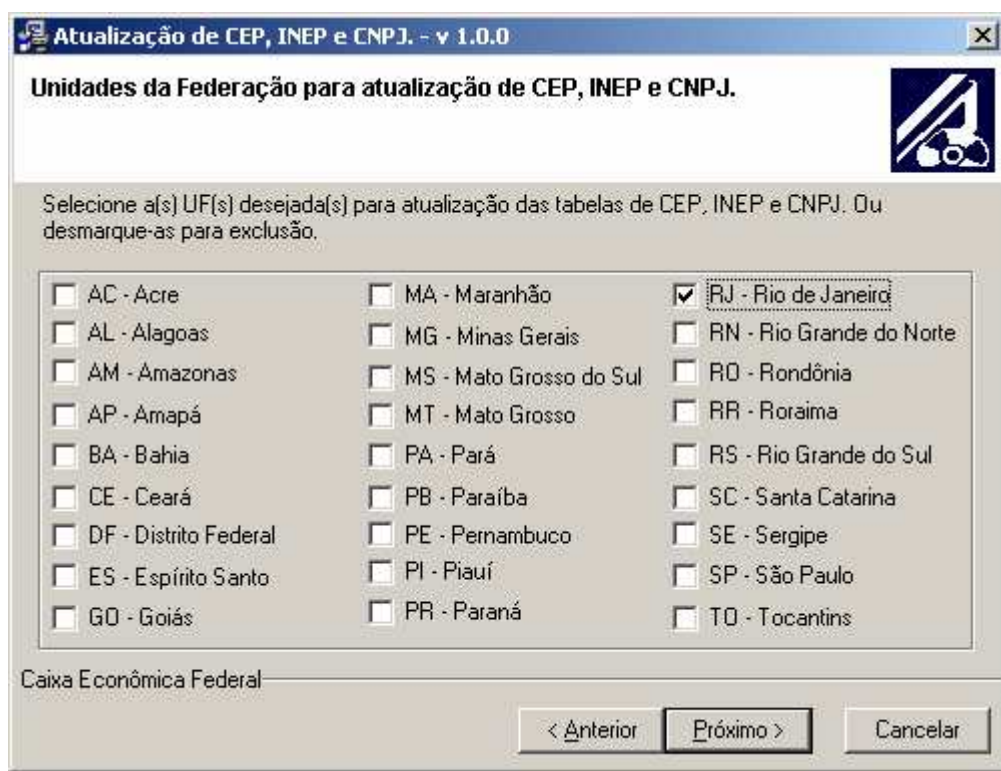 Atualização de CEP, INEP e CNPJ. - v 1.0.0
Unidades da Federação para atualização de CEP, INEP e CNPJ.
Selecione a(s) UF(s) desejada(s) para atualização das tabelas de CEP, INEP e CNPJ. Ou
desmarque-as para exclusão.
AC - Acre
AL - Alagoas
AM - Amazonas
AP - Amapá
BA - Bahia
CE - Ceará
DF - Distrito Federal
ES - Espírito Santo
GO - Goiás
MA - Maranhão
MG - Minas Gerais
MS - Mato Grosso do Sul
MT - Mato Grosso
PA - Pará
PB - Paraíba
PE - Pernambuco
PI - Piauí
PR - Paraná
RJ - Rio de Janeiro
RN - Rio Grande do Norte
RO - Rondônia
RR - Roraima
RS - Rio Grande do Sul
SC - Santa Catarina
SE - Sergipe
SP - São Paulo
TO - Tocantins
Caixa Econômica Federal
< Anterior
Próximo >
Cancelar